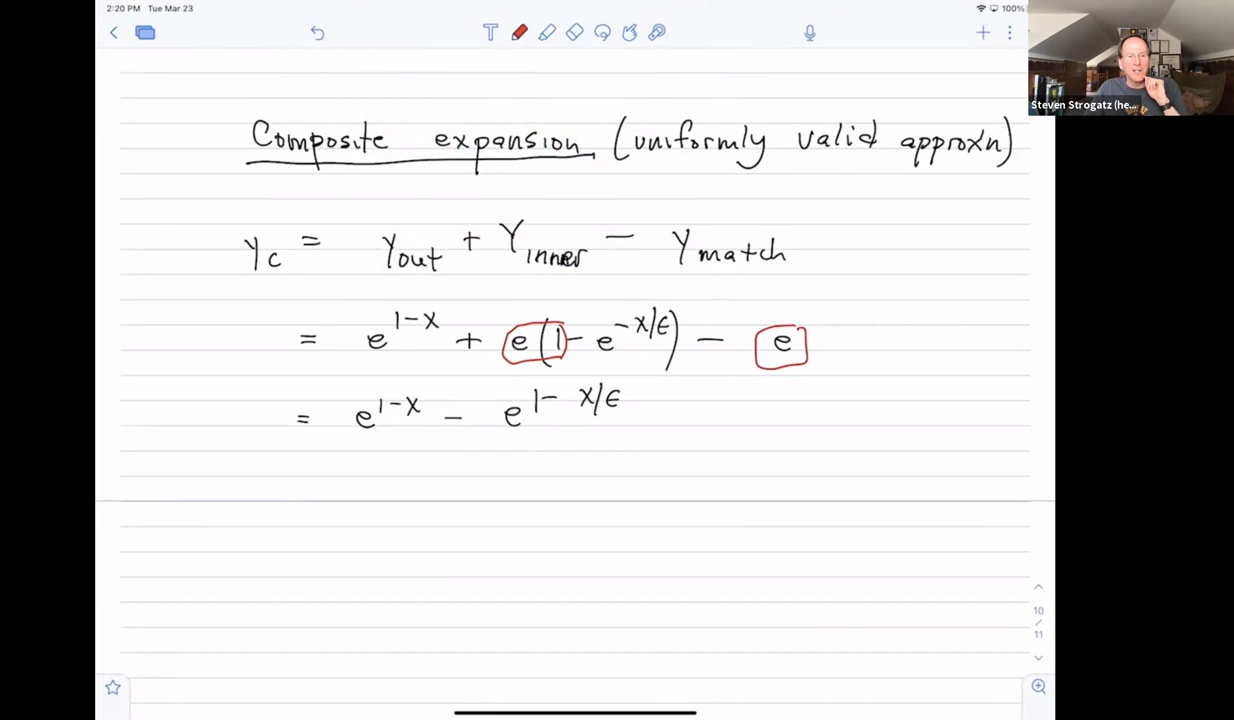 2:20 PM Tue Mar 23
100%
Steven Strogatz (he...
Composite expansion (uniformly valid approxn)
y_c = y_out + Y_inner − y_match
= e^{1-x} + e(1 - e^{-x/ϵ}) − e
= e^{1-x} − e^{1- x/ϵ}
10
/
11